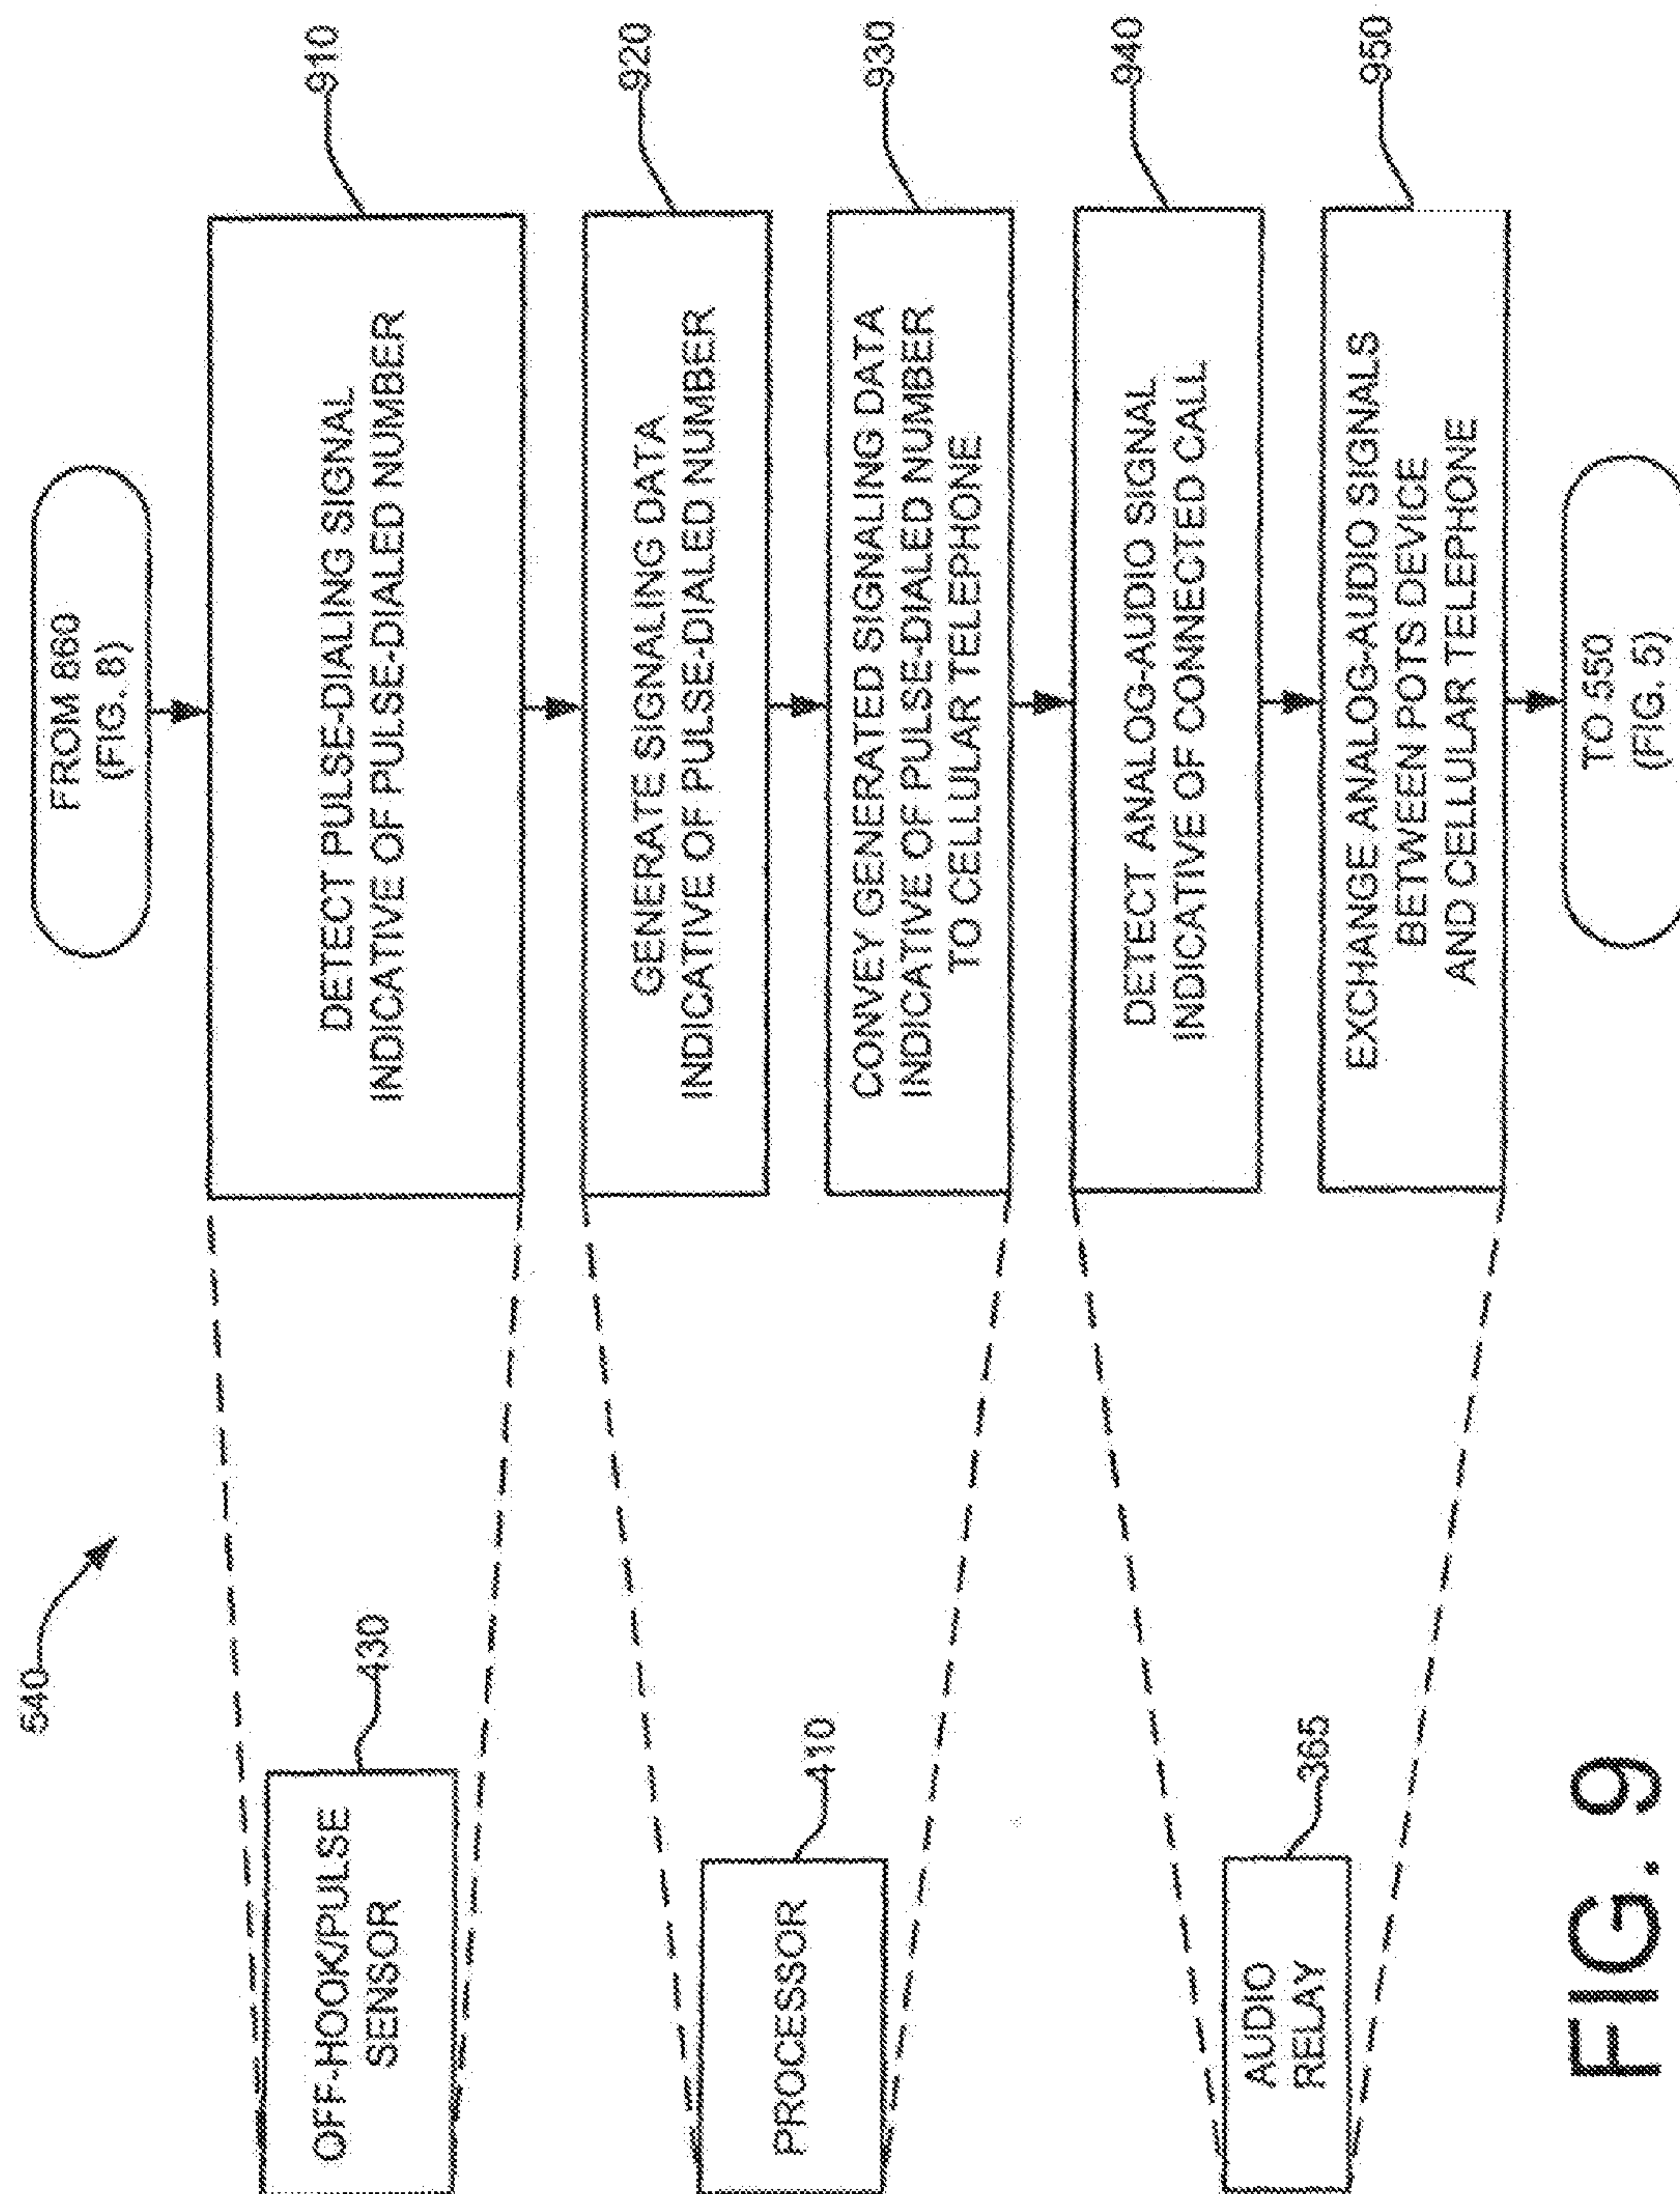 540
FROM 860
(FIG. 8)
OFF-HOOK/PULSE
SENSOR
430
DETECT PULSE-DIALING SIGNAL
INDICATIVE OF PULSE-DIALED NUMBER
910
PROCESSOR
410
GENERATE SIGNALING DATA
INDICATIVE OF PULSE-DIALED NUMBER
920
CONVEY GENERATED SIGNALING DATA
INDICATIVE OF PULSE-DIALED NUMBER
TO CELLULAR TELEPHONE
930
AUDIO
RELAY
365
DETECT ANALOG-AUDIO SIGNAL
INDICATIVE OF CONNECTED CALL
940
EXCHANGE ANALOG-AUDIO SIGNALS
BETWEEN POTS DEVICE
AND CELLULAR TELEPHONE
950
TO 550
(FIG. 5)
FIG. 9